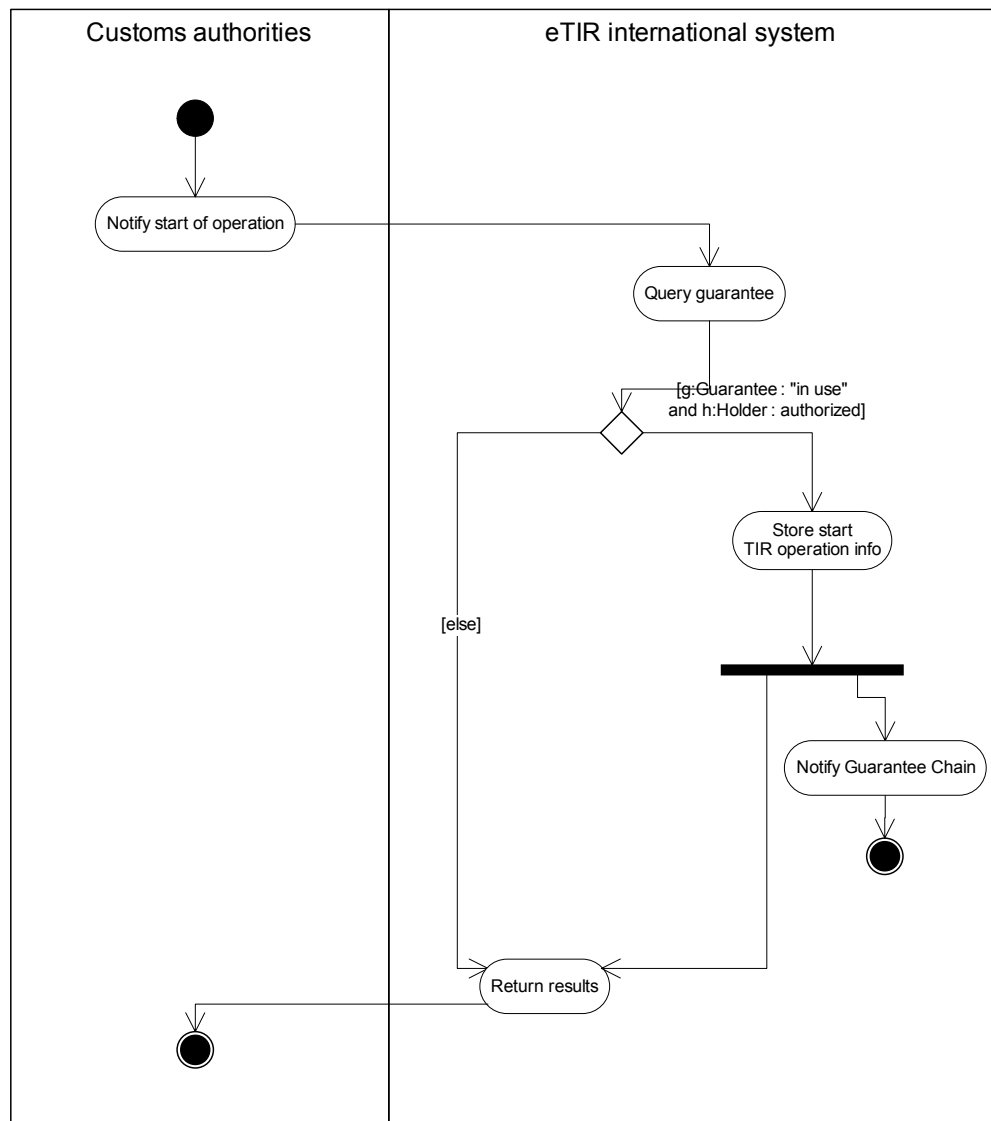 Customs authorities
eTIR international system
Notify start of operation
Query guarantee
[g:Guarantee : "in use"
and h:Holder : authorized]
Store start
TIR operation info
[else]
Notify Guarantee Chain
Return results